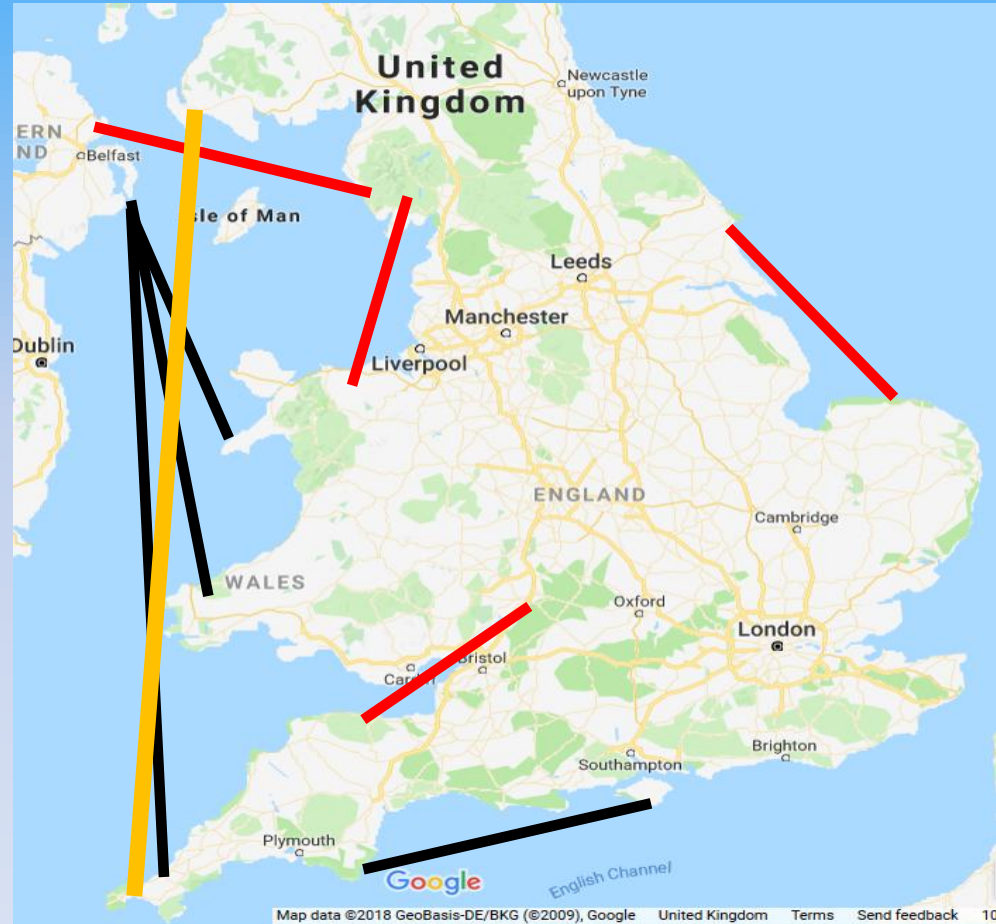 United
Kingdom
Newcastle
upon Tyne
ERN
ND
Belfast
sle of Man
Leeds
Manchester
Dublin
Liverpool
ENGLAND
Cambridge
WALES
Oxford
London
Bristol
Car
Southampton
Brighton
Plymouth
Google
English Channel
Map data ©2018 GeoBasis-DE/BKG (©2009), Google United Kingdom Terms Send feedback 10